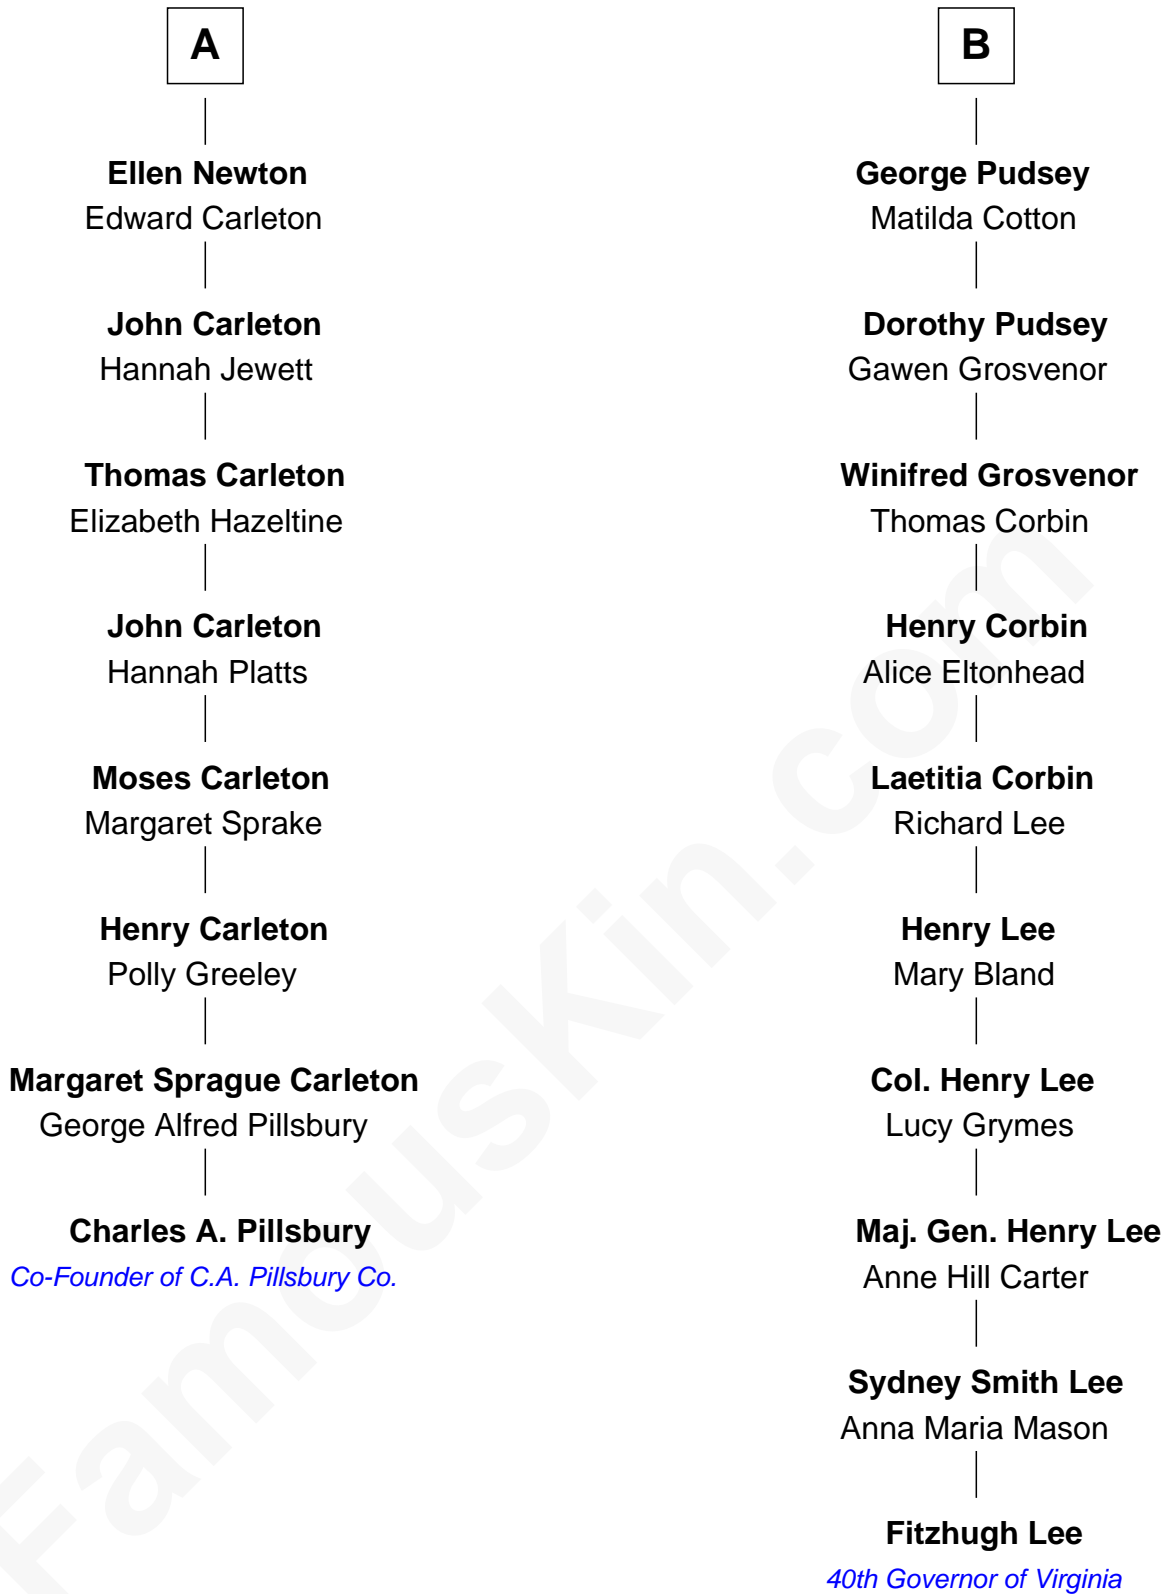 A
Ellen Newton
Edward Carleton
John Carleton
Hannah Jewett
Thomas Carleton
Elizabeth Hazeltine
John Carleton
Hannah Platts
Moses Carleton
Margaret Sprake
Henry Carleton
Polly Greeley
Margaret Sprague Carleton
George Alfred Pillsbury
Charles A. Pillsbury
Co-Founder of C.A. Pillsbury Co.
B
George Pudsey
Matilda Cotton
Dorothy Pudsey
Gawen Grosvenor
Winifred Grosvenor
Thomas Corbin
Henry Corbin
Alice Eltonhead
Laetitia Corbin
Richard Lee
Henry Lee
Mary Bland
Col. Henry Lee
Lucy Grymes
Maj. Gen. Henry Lee
Anne Hill Carter
Sydney Smith Lee
Anna Maria Mason
Fitzhugh Lee
40th Governor of Virginia
FamousKin.com